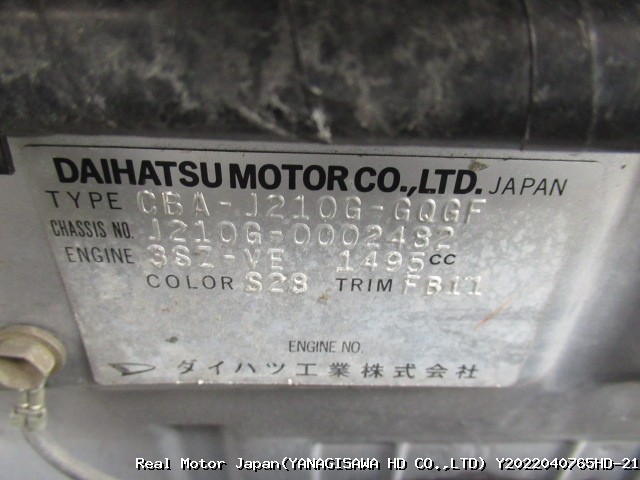 DAIHATSU MOTOR CO.,LTD. JAPAN
TYPE CBA-J210G-GQGF
CHASSIS NO. J210G-0002482
ENGINE 3SZ-VE 1495 CC
COLOR S28 TRIM FB11
ENGINE NO.
ダイハツ工業株式会社
Real Motor Japan(YANAGISAWA HD CO.,LTD) Y2022040765HD-21